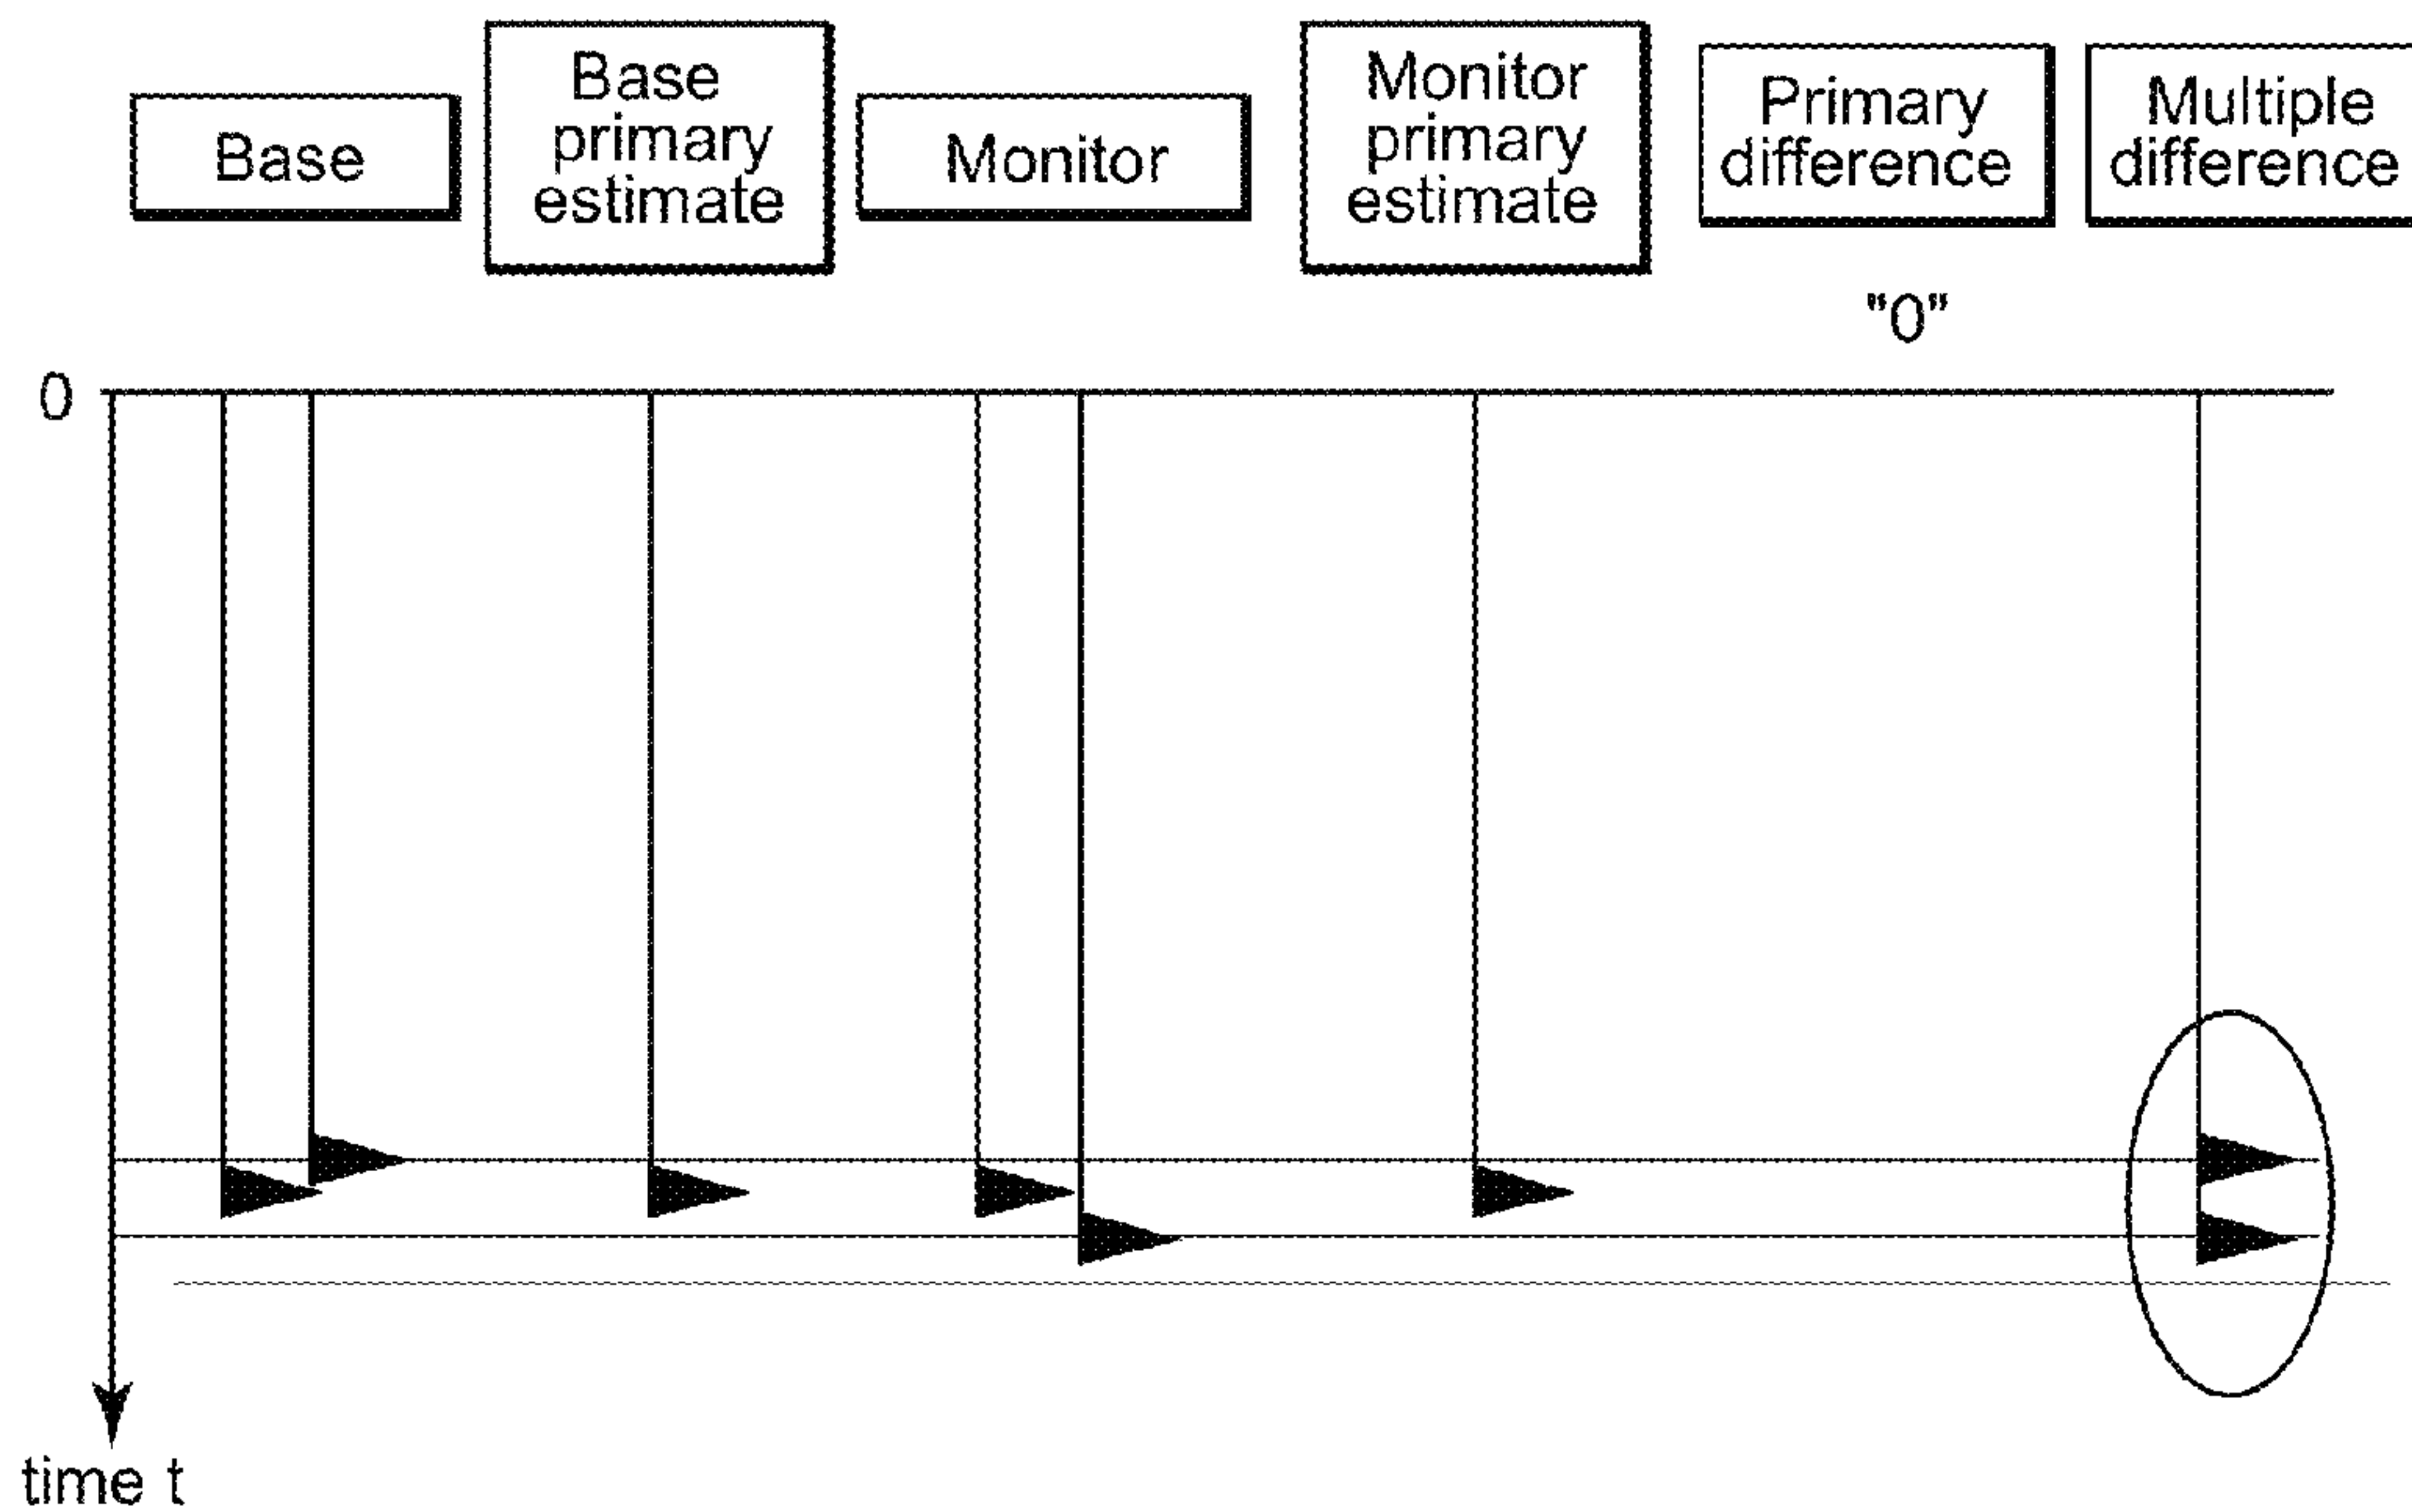 Base
Base
primary
estimate
Monitor
Monitor
primary
estimate
Primary
difference
Multiple
difference
"0"
0
time t